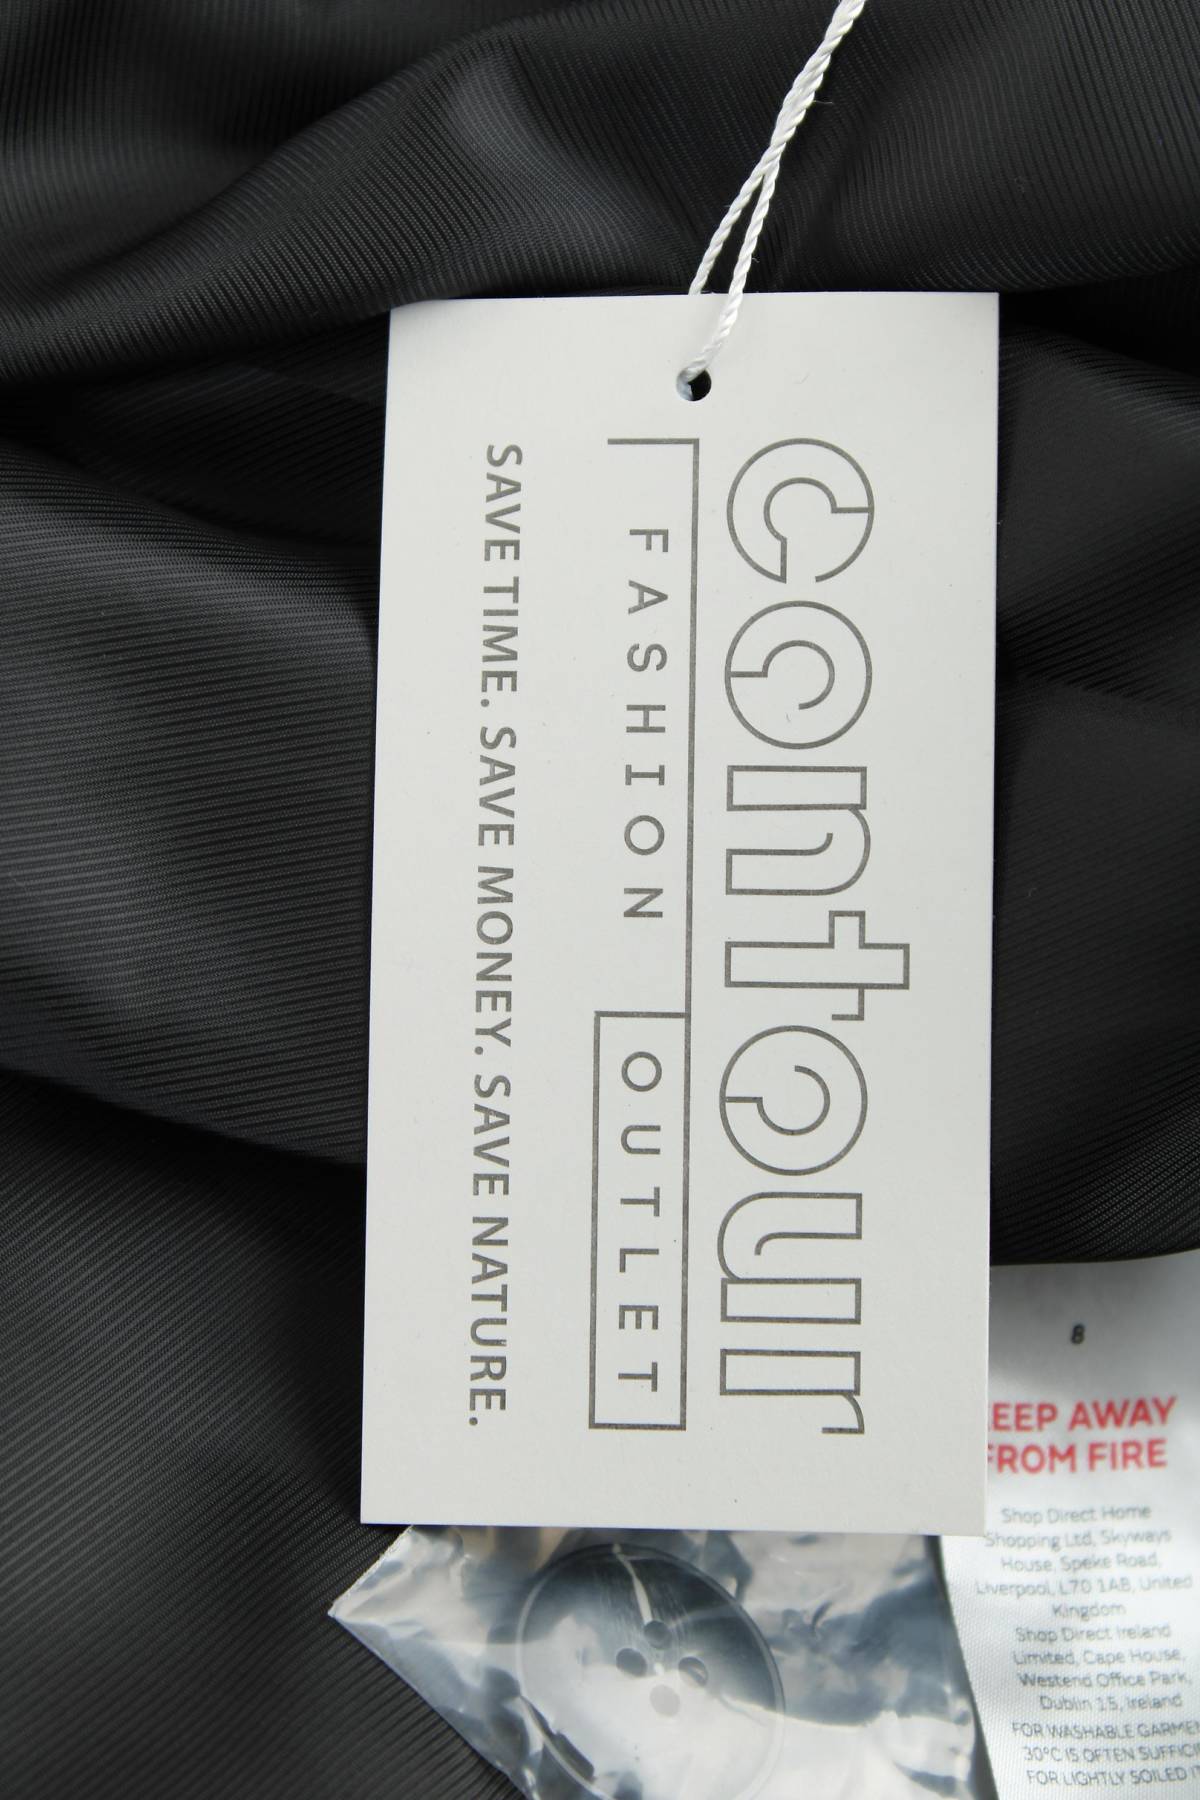 contour
FASHION OUTLET
SAVE TIME. SAVE MONEY. SAVE NATURE.
8
EEP AWAY
FROM FIRE
Shop Direct Home
Shopping Ltd, Skyways
House, Speke Road,
Liverpool, L70 1AB, United
Kingdom
Shop Direct Ireland
Limited, Cape House,
Westend Office Park,
Dublin 15, Ireland
FOR WASHABLE GARMEN
30°C IS OFTEN SUFFICI
FOR LIGHTLY SOILED IT